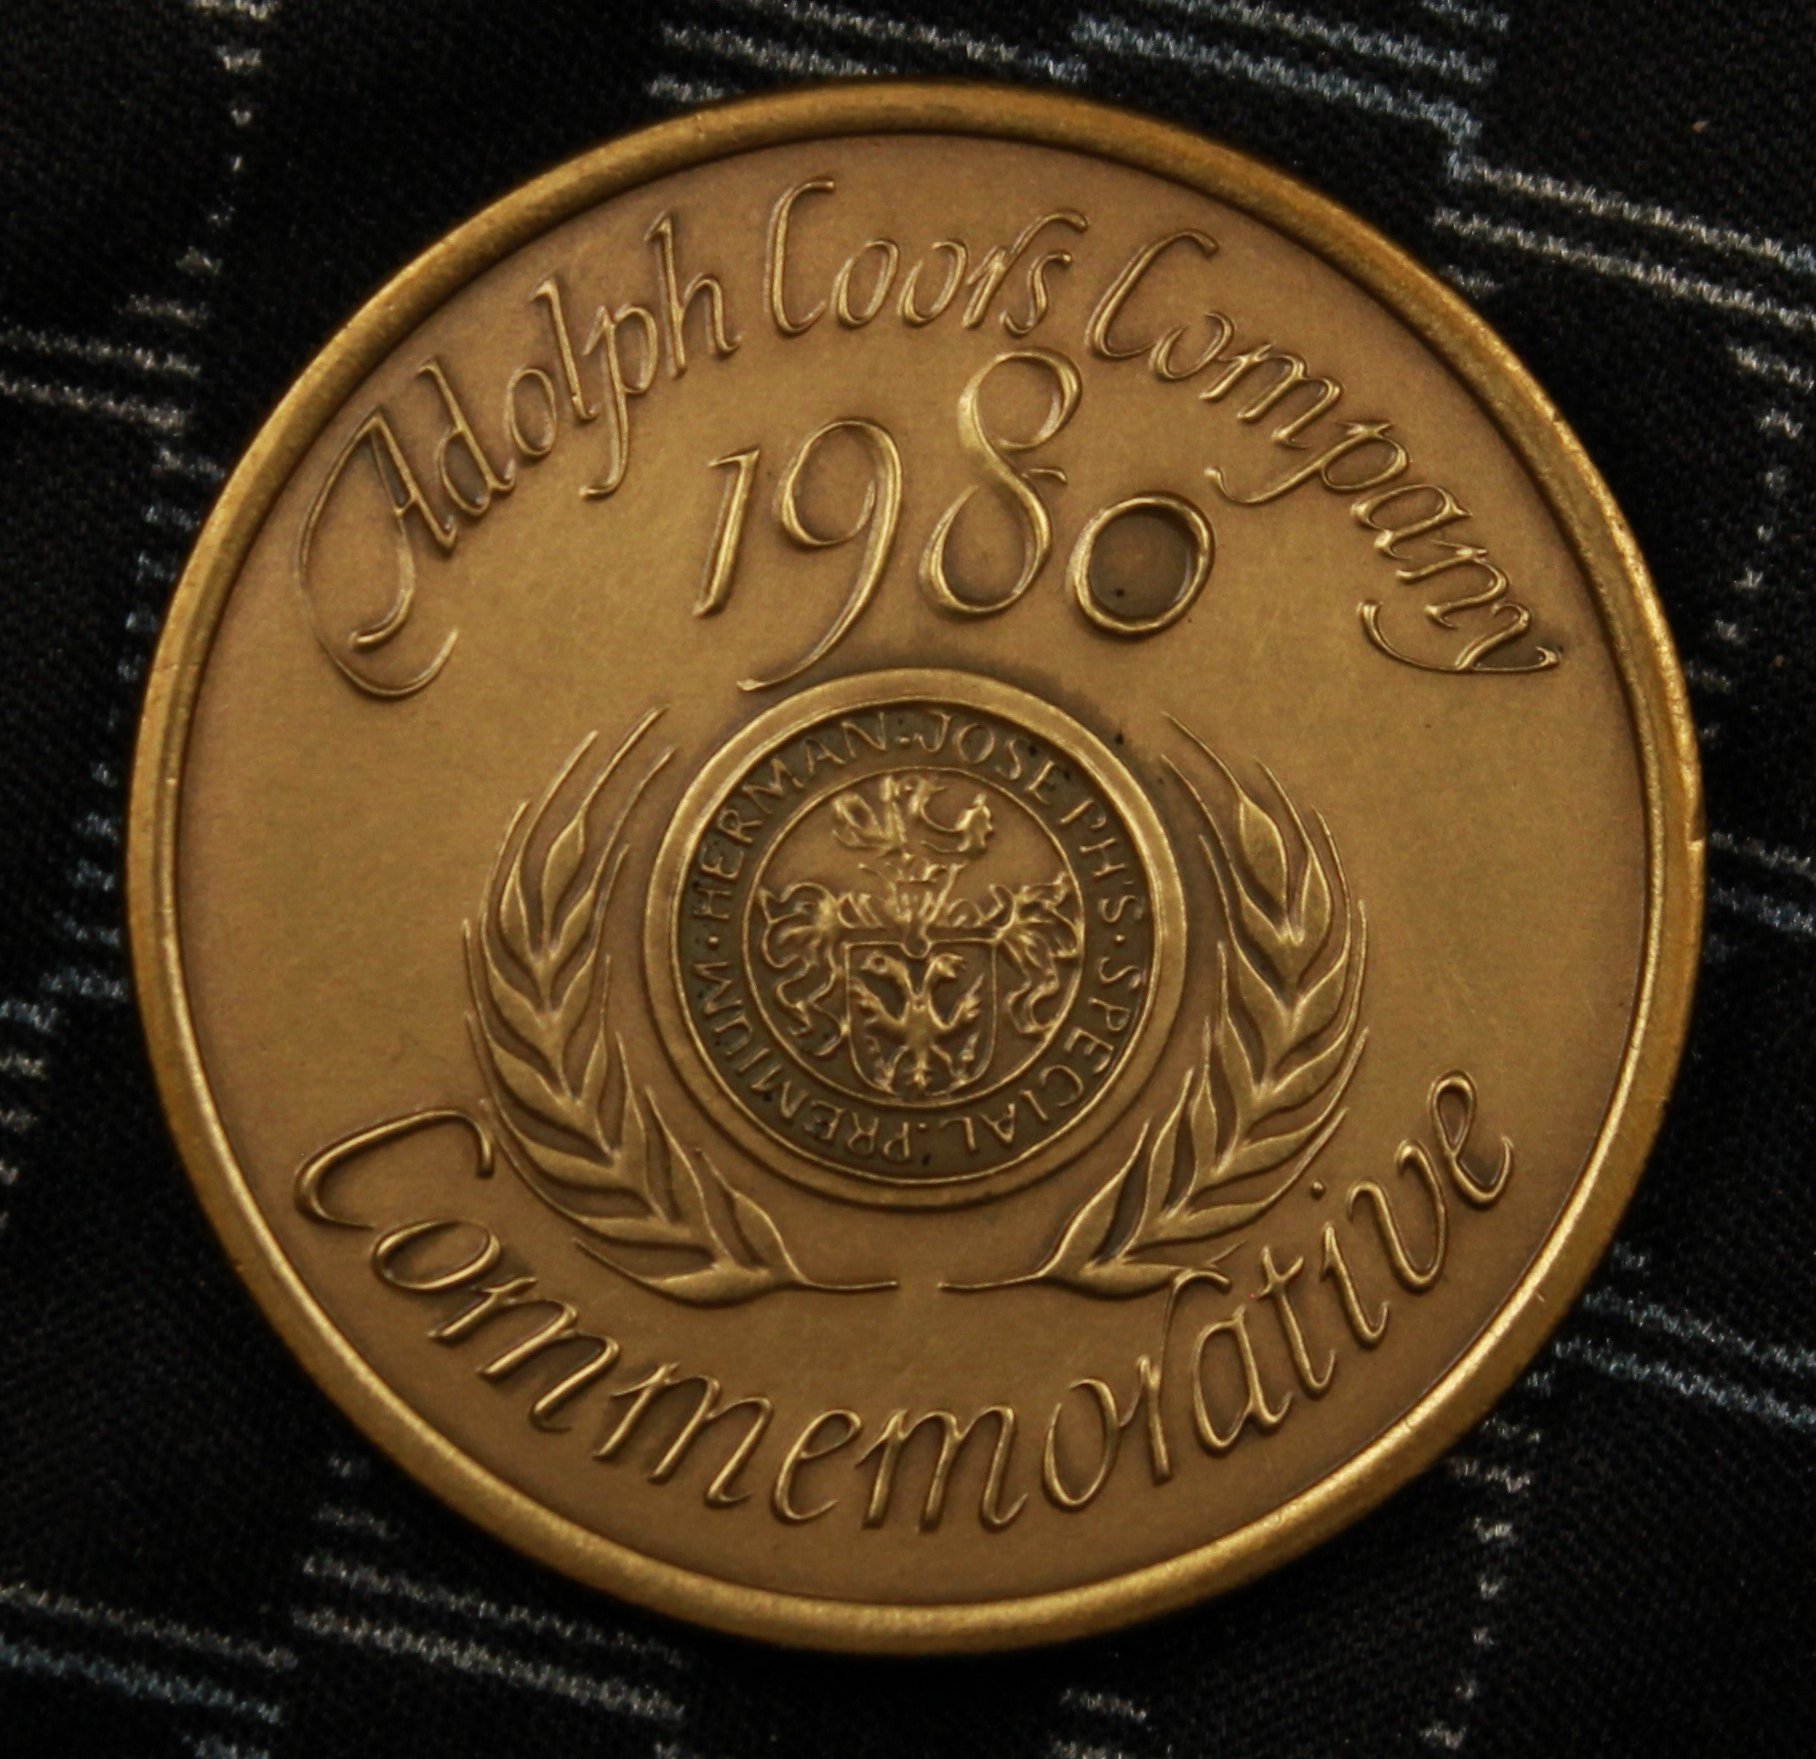 Adolph Coors Company
1980
PREMIUM · HERMAN · JOSEPH'S · SPECIAL ·
Commemorative